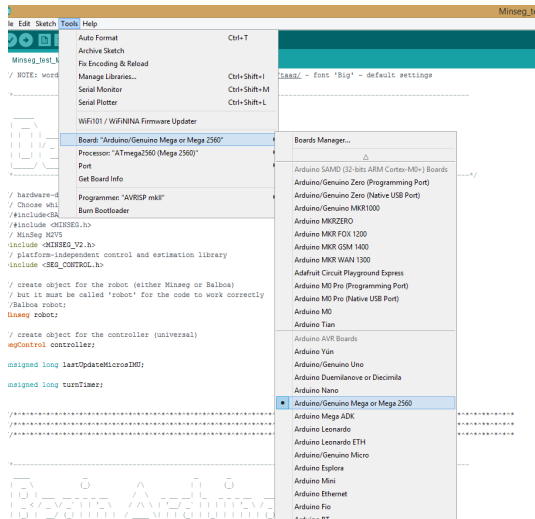 Minseg_te
le Edit Sketch Tools Help
Minseg_test_M
Auto Format Ctrl+T
Archive Sketch
Fix Encoding & Reload
Manage Libraries... Ctrl+Shift+I
Serial Monitor Ctrl+Shift+M
Serial Plotter Ctrl+Shift+L
WiFi101 / WiFiNINA Firmware Updater
Board: "Arduino/Genuino Mega or Mega 2560"
Processor: "ATmega2560 (Mega 2560)"
Port
Get Board Info
Programmer: "AVRISP mkII"
Burn Bootloader
/ NOTE: word
/taag/ - font 'Big' - default settings
/ hardware-d
/ Choose whi
/#include<BA
/#include <MINSEG.h>
/ MinSeg M2V5
include <MINSEG_V2.h>
/ platform-independent control and estimation library
include <SEG_CONTROL.h>
/ create object for the robot (either Minseg or Balboa)
/ but it must be called 'robot' for the code to work correctly
/Balboa robot;
inseg robot;
/ create object for the controller (universal)
egControl controller;
nsigned long lastUpdateMicrosIMU;
nsigned long turnTimer;
Boards Manager...
Arduino SAMD (32-bits ARM Cortex-M0+) Boards
Arduino/Genuino Zero (Programming Port)
Arduino/Genuino Zero (Native USB Port)
Arduino/Genuino MKR1000
Arduino MKRZERO
Arduino MKR FOX 1200
Arduino MKR GSM 1400
Arduino MKR WAN 1300
Adafruit Circuit Playground Express
Arduino M0 Pro (Programming Port)
Arduino M0 Pro (Native USB Port)
Arduino M0
Arduino Tian
Arduino AVR Boards
Arduino Yún
Arduino/Genuino Uno
Arduino Duemilanove or Diecimila
Arduino Nano
Arduino/Genuino Mega or Mega 2560
Arduino Mega ADK
Arduino Leonardo
Arduino Leonardo ETH
Arduino/Genuino Micro
Arduino Esplora
Arduino Mini
Arduino Ethernet
Arduino Fio
Arduino BT